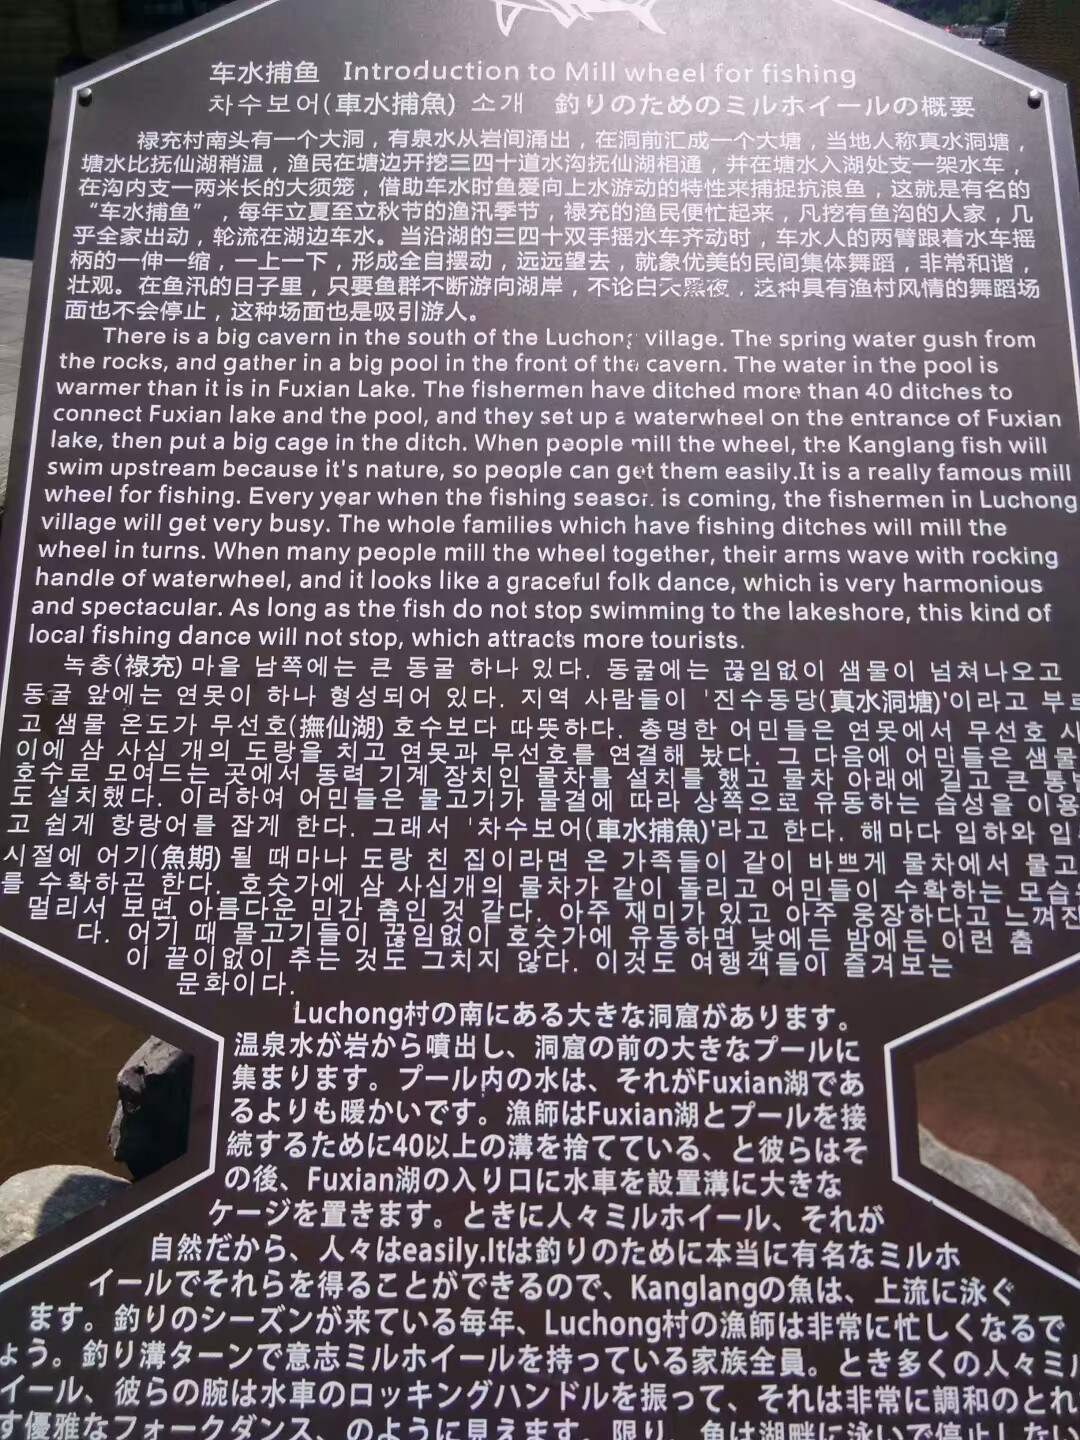 车水捕鱼 Introduction to Mill wheel for fishing
차수보어(車水捕魚) 소개 釣りのためのミルホイールの概要
禄充村南头有一个大洞，有泉水从岩间涌出，在洞前汇成一个大塘，当地人称真水洞塘，
塘水比抚仙湖稍温，渔民在塘边开挖三四十道水沟抚仙湖相通，并在塘水入湖处支一架水车，
在沟内支一两米长的大须笼，借助车水时鱼爱向上水游动的特性来捕捉抗浪鱼，这就是有名的
“车水捕鱼”，每年立夏至立秋节的渔汛季节，禄充的渔民便忙起来，凡挖有鱼沟的人家，几
乎全家出动，轮流在湖边车水。当沿湖的三四十双手摇水车齐动时，车水人的两臂跟着水车摇
柄的一伸一缩，一上一下，形成全自摆动，远远望去，就象优美的民间集体舞蹈，非常和谐，
壮观。在鱼汛的日子里，只要鱼群不断游向湖岸，不论白天黑夜，这种具有渔村风情的舞蹈场
面也不会停止，这种场面也是吸引游人。
There is a big cavern in the south of the Luchong village. The spring water gush from
the rocks, and gather in a big pool in the front of the cavern. The water in the pool is
warmer than it is in Fuxian Lake. The fishermen have ditched more than 40 ditches to
connect Fuxian lake and the pool, and they set up a waterwheel on the entrance of Fuxian
lake, then put a big cage in the ditch. When people mill the wheel, the Kanglang fish will
swim upstream because it's nature, so people can get them easily.It is a really famous mill
wheel for fishing. Every year when the fishing season is coming, the fishermen in Luchong
village will get very busy. The whole families which have fishing ditches will mill the
wheel in turns. When many people mill the wheel together, their arms wave with rocking
handle of waterwheel, and it looks like a graceful folk dance, which is very harmonious
and spectacular. As long as the fish do not stop swimming to the lakeshore, this kind of
local fishing dance will not stop, which attracts more tourists.
녹충(祿充) 마을 남쪽에는 큰 동굴 하나 있다. 동굴에는 끊임없이 샘물이 넘쳐나오고
동굴 앞에는 연못이 하나 형성되어 있다. 지역 사람들이 '진수동당(真水洞塘)'이라고 부르
고 샘물 온도가 무선호(撫仙湖) 호수보다 따뜻하다. 총명한 어민들은 연못에서 무선호 사
이에 삼 사십 개의 도랑을 치고 연못과 무선호를 연결해 놨다. 그 다음에 어민들은 샘물
호수로 모여드는 곳에서 동력 기계 장치인 물차를 설치를 했고 물차 아래에 길고 큰 통발
도 설치했다. 이러하여 어민들은 물고기가 물결에 따라 상쪽으로 유동하는 습성을 이용
고 쉽게 항랑어를 잡게 한다. 그래서 '차수보어(車水捕魚)'라고 한다. 해마다 입하와 입
시절에 어기(魚期) 될 때마나 도랑 친 집이라면 온 가족들이 같이 바쁘게 물차에서 물고
를 수확하곤 한다. 호숫가에 삼 사십개의 물차가 같이 돌리고 어민들이 수확하는 모습
멀리서 보면 아름다운 민간 춤인 것 같다. 아주 재미가 있고 아주 웅장하다고 느껴진
다. 어기 때 물고기들이 끊임없이 호숫가에 유동하면 낮에든 밤에든 이런 춤
이 끝이없이 추는 것도 그치지 않다. 이것도 여행객들이 즐겨보는
문화이다.
Luchong村の南にある大きな洞窟があります。
温泉水が岩から噴出し、洞窟の前の大きなプールに
集まります。プール内の水は、それがFuxian湖であ
るよりも暖かいです。漁師はFuxian湖とプールを接
続するために40以上の溝を捨てている、と彼らはそ
の後、Fuxian湖の入り口に水車を設置溝に大きな
ケージを置きます。ときに人々ミルホイール、それが
自然だから、人々はeasily.Itは釣りのために本当に有名なミルホ
イールでそれらを得ることができるので、Kanglangの魚は、上流に泳ぐ
ます。釣りのシーズンが来ている毎年、Luchong村の漁師は非常に忙しくなるで
ょう。釣り溝ターンで意志ミルホイールを持っている家族全員。とき多くの人々ミル
イール、彼らの腕は水車のロッキングハンドルを振って、それは非常に調和のとれ
す優雅なフォークダンス、のように見えます。限り、魚は湖畔に泳いで停止しない